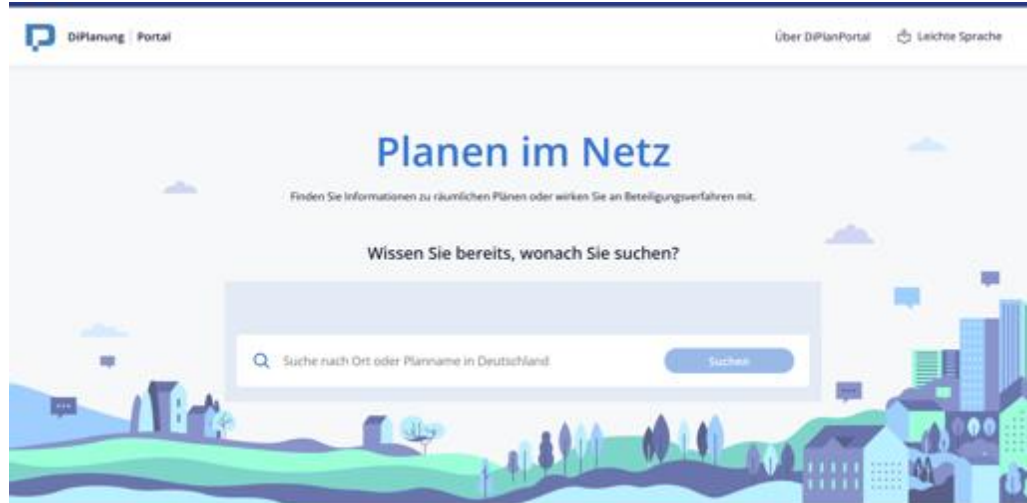 DiPlanung | Portal
Über DiPlanPortal
Leichte Sprache
Planen im Netz
Finden Sie Informationen zu räumlichen Plänen oder wirken Sie an Beteiligungsverfahren mit.
Wissen Sie bereits, wonach Sie suchen?
Suche nach Ort oder Planname in Deutschland
Suchen